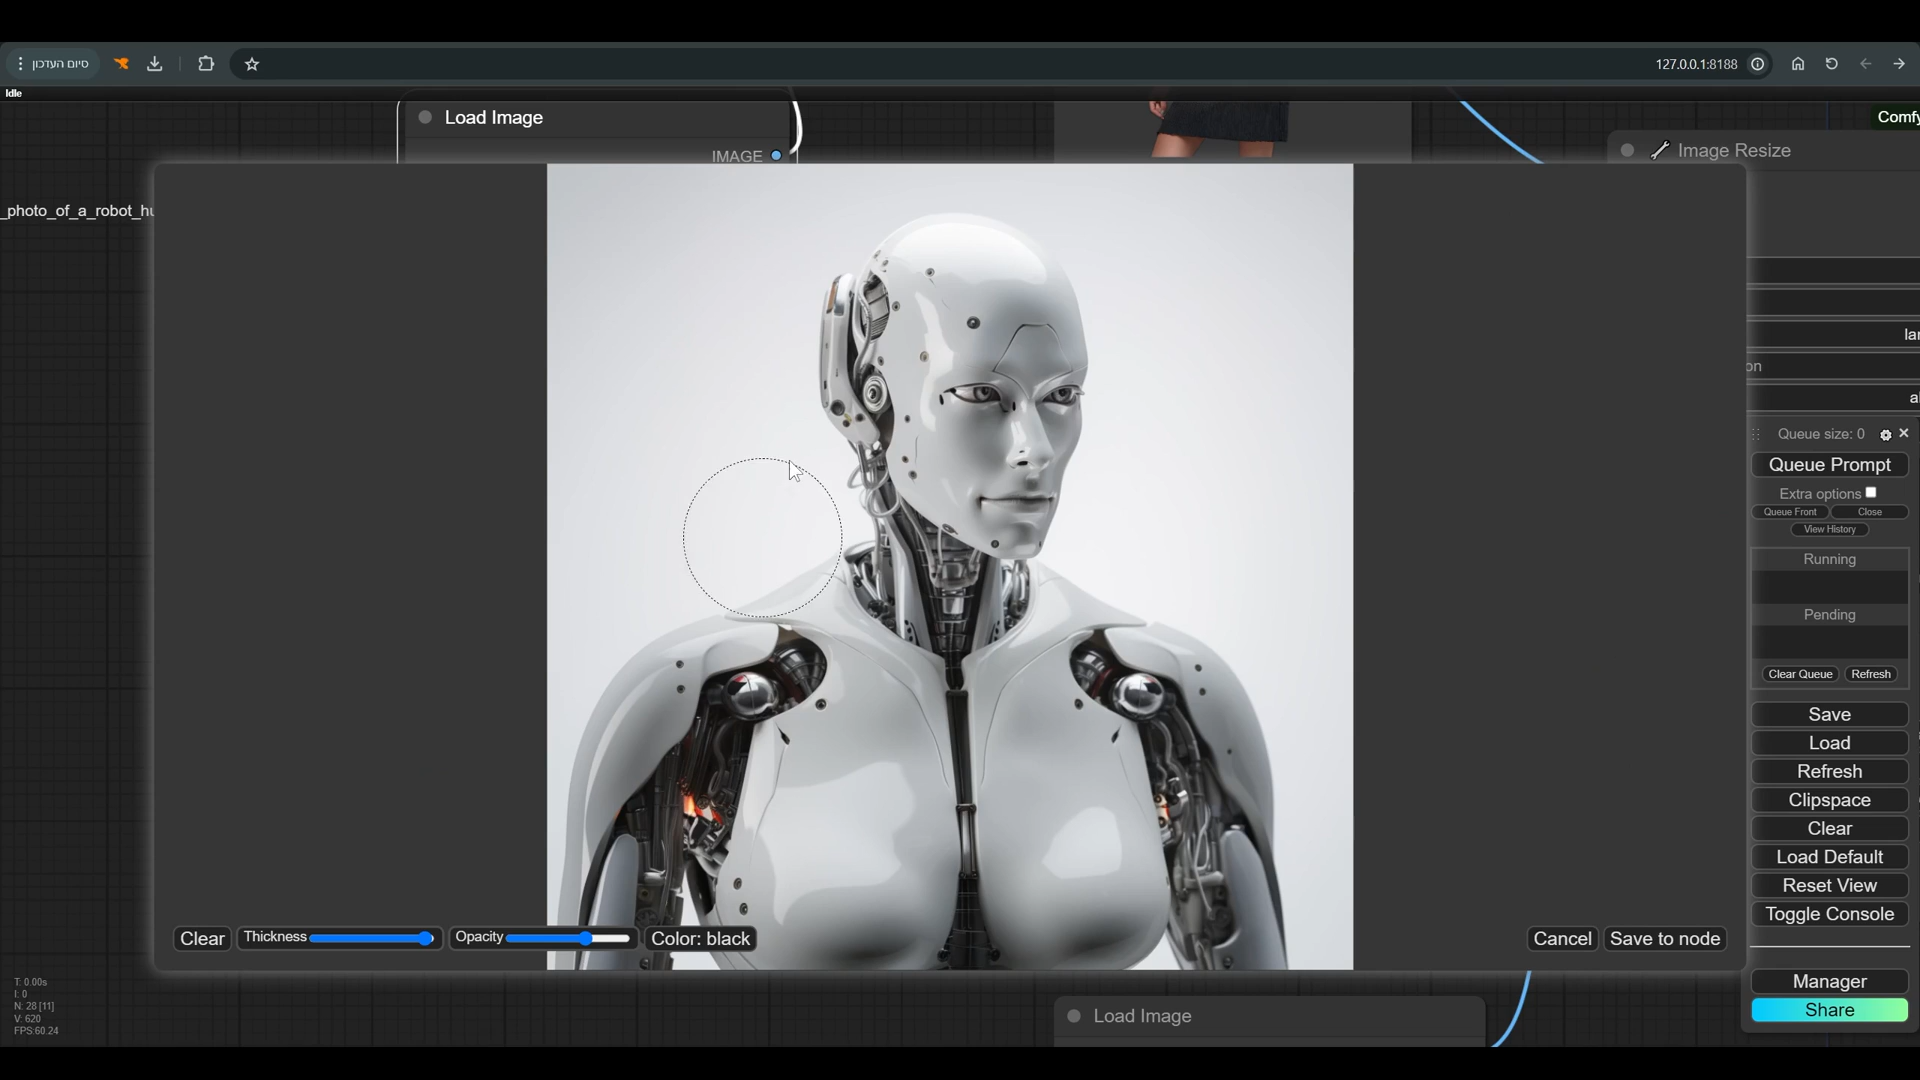 סיום העדכון
127.0.0.1:8188
Idle
Load Image
IMAGE
Comfy
Image Resize
_photo_of_a_robot_hu
lar
on
al
Queue size: 0
Queue Prompt
Extra options
Queue Front
Close
View History
Running
Pending
Clear Queue
Refresh
Save
Load
Refresh
Clipspace
Clear
Load Default
Reset View
Toggle Console
Manager
Share
Clear
Thickness
Opacity
Color: black
Cancel
Save to node
Load Image
T: 0.00s
I: 0
N: 28 [11]
V: 620
FPS:60.24